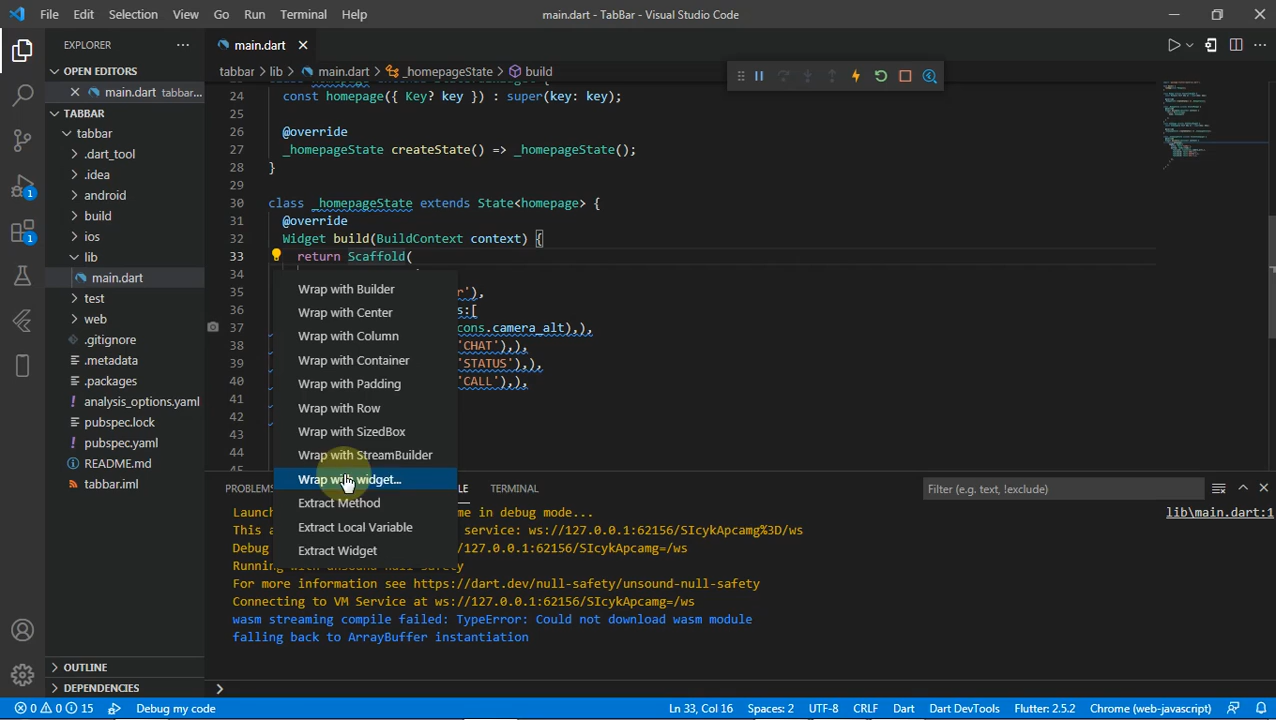 File Edit Selection View Go Run Terminal Help
main.dart - TabBar - Visual Studio Code
EXPLORER
OPEN EDITORS
main.dart tabbar...
TABBAR
tabbar
.dart_tool
.idea
android
build
ios
lib
main.dart
test
web
.gitignore
.metadata
.packages
analysis_options.yaml
pubspec.lock
pubspec.yaml
README.md
tabbar.iml
OUTLINE
DEPENDENCIES
1
1
main.dart
tabbar > lib > main.dart > _homepageState > build
24 const homepage({ Key? key }) : super(key: key);
25
26 @override
27 _homepageState createState() => _homepageState();
28 }
29
30 class _homepageState extends State<homepage> {
31 @override
32 Widget build(BuildContext context) {
33 return Scaffold(
34
35 r'),
36 s:[
37 cons.camera_alt),),
38 'CHAT'),),
39 'STATUS'),),
40 'CALL'),),
41
42
43
44
Wrap with Builder
Wrap with Center
Wrap with Column
Wrap with Container
Wrap with Padding
Wrap with Row
Wrap with SizedBox
Wrap with StreamBuilder
Wrap with widget...
Extract Method
Extract Local Variable
Extract Widget
PROBLEMS LE TERMINAL
Filter (e.g. text, !exclude)
Launch me in debug mode...
lib\main.dart:1
This a service: ws://127.0.0.1:62156/SIcykApcamg%3D/ws
Debug /127.0.0.1:62156/SIcykApcamg=/ws
Running with unsound null safety
For more information see https://dart.dev/null-safety/unsound-null-safety
Connecting to VM Service at ws://127.0.0.1:62156/SIcykApcamg=/ws
wasm streaming compile failed: TypeError: Could not download wasm module
falling back to ArrayBuffer instantiation
0 0 15 Debug my code
Ln 33, Col 16 Spaces: 2 UTF-8 CRLF Dart Dart DevTools Flutter: 2.5.2 Chrome (web-javascript)